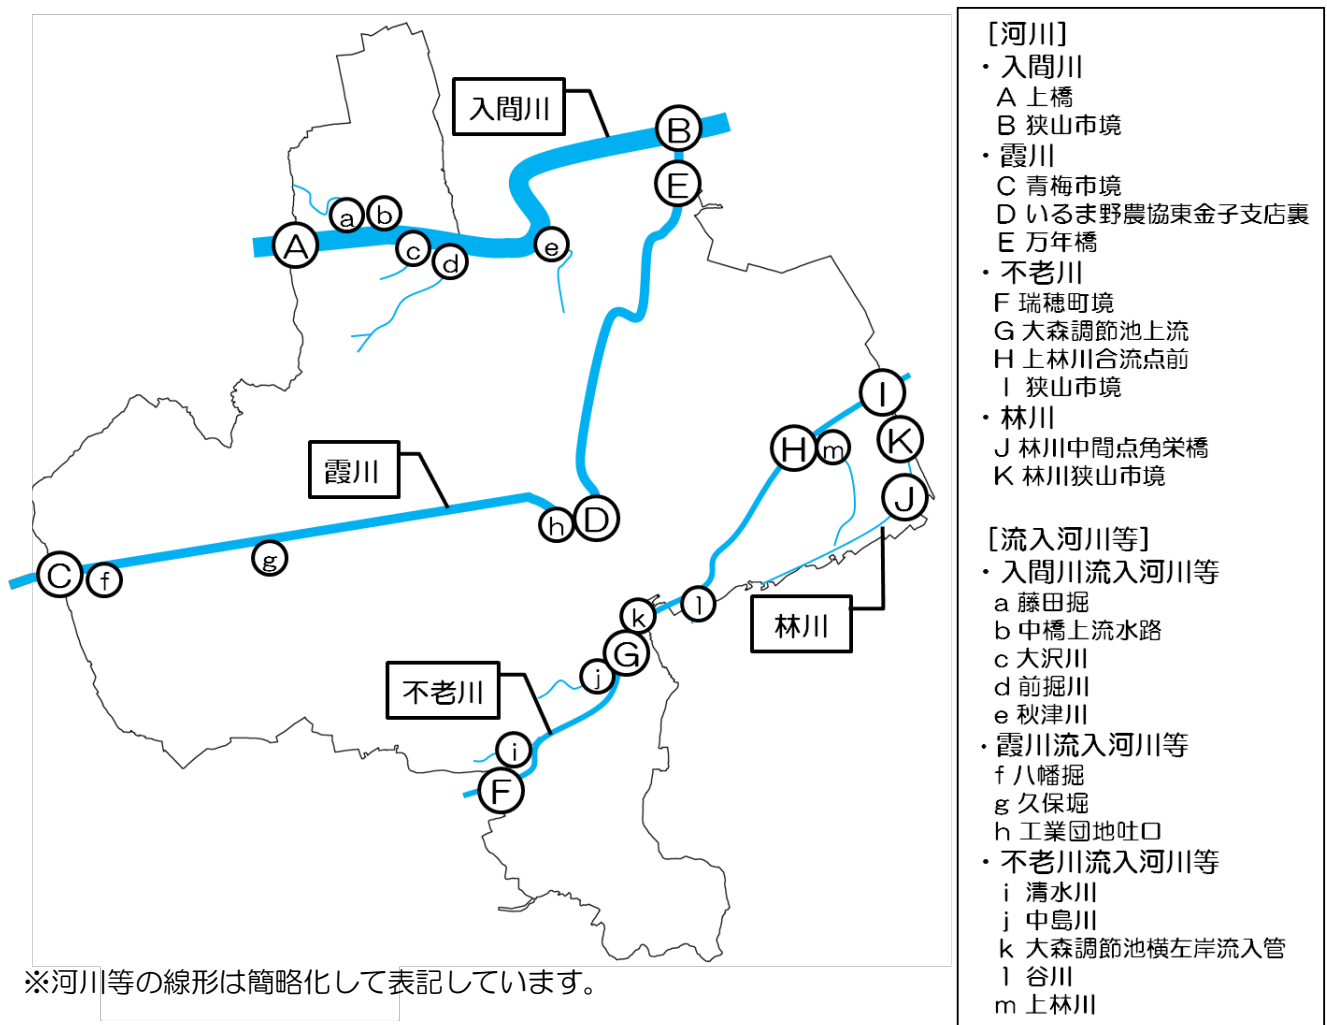 入間川
B
E
a
b
A
c
d
e
I
H
m
K
J
霞川
h
D
g
C
f
l
k
林川
G
j
不老川
i
F
※河川等の線形は簡略化して表記しています。
[河川]
・入間川
A 上橋
B 狭山市境
・霞川
C 青梅市境
D いるま野農協東金子支店裏
E 万年橋
・不老川
F 瑞穂町境
G 大森調節池上流
H 上林川合流点前
I 狭山市境
・林川
J 林川中間点角栄橋
K 林川狭山市境
[流入河川等]
・入間川流入河川等
a 藤田堀
b 中橋上流水路
c 大沢川
d 前堀川
e 秋津川
・霞川流入河川等
f 八幡堀
g 久保堀
h 工業団地吐口
・不老川流入河川等
i 清水川
j 中島川
k 大森調節池横左岸流入管
l 谷川
m 上林川